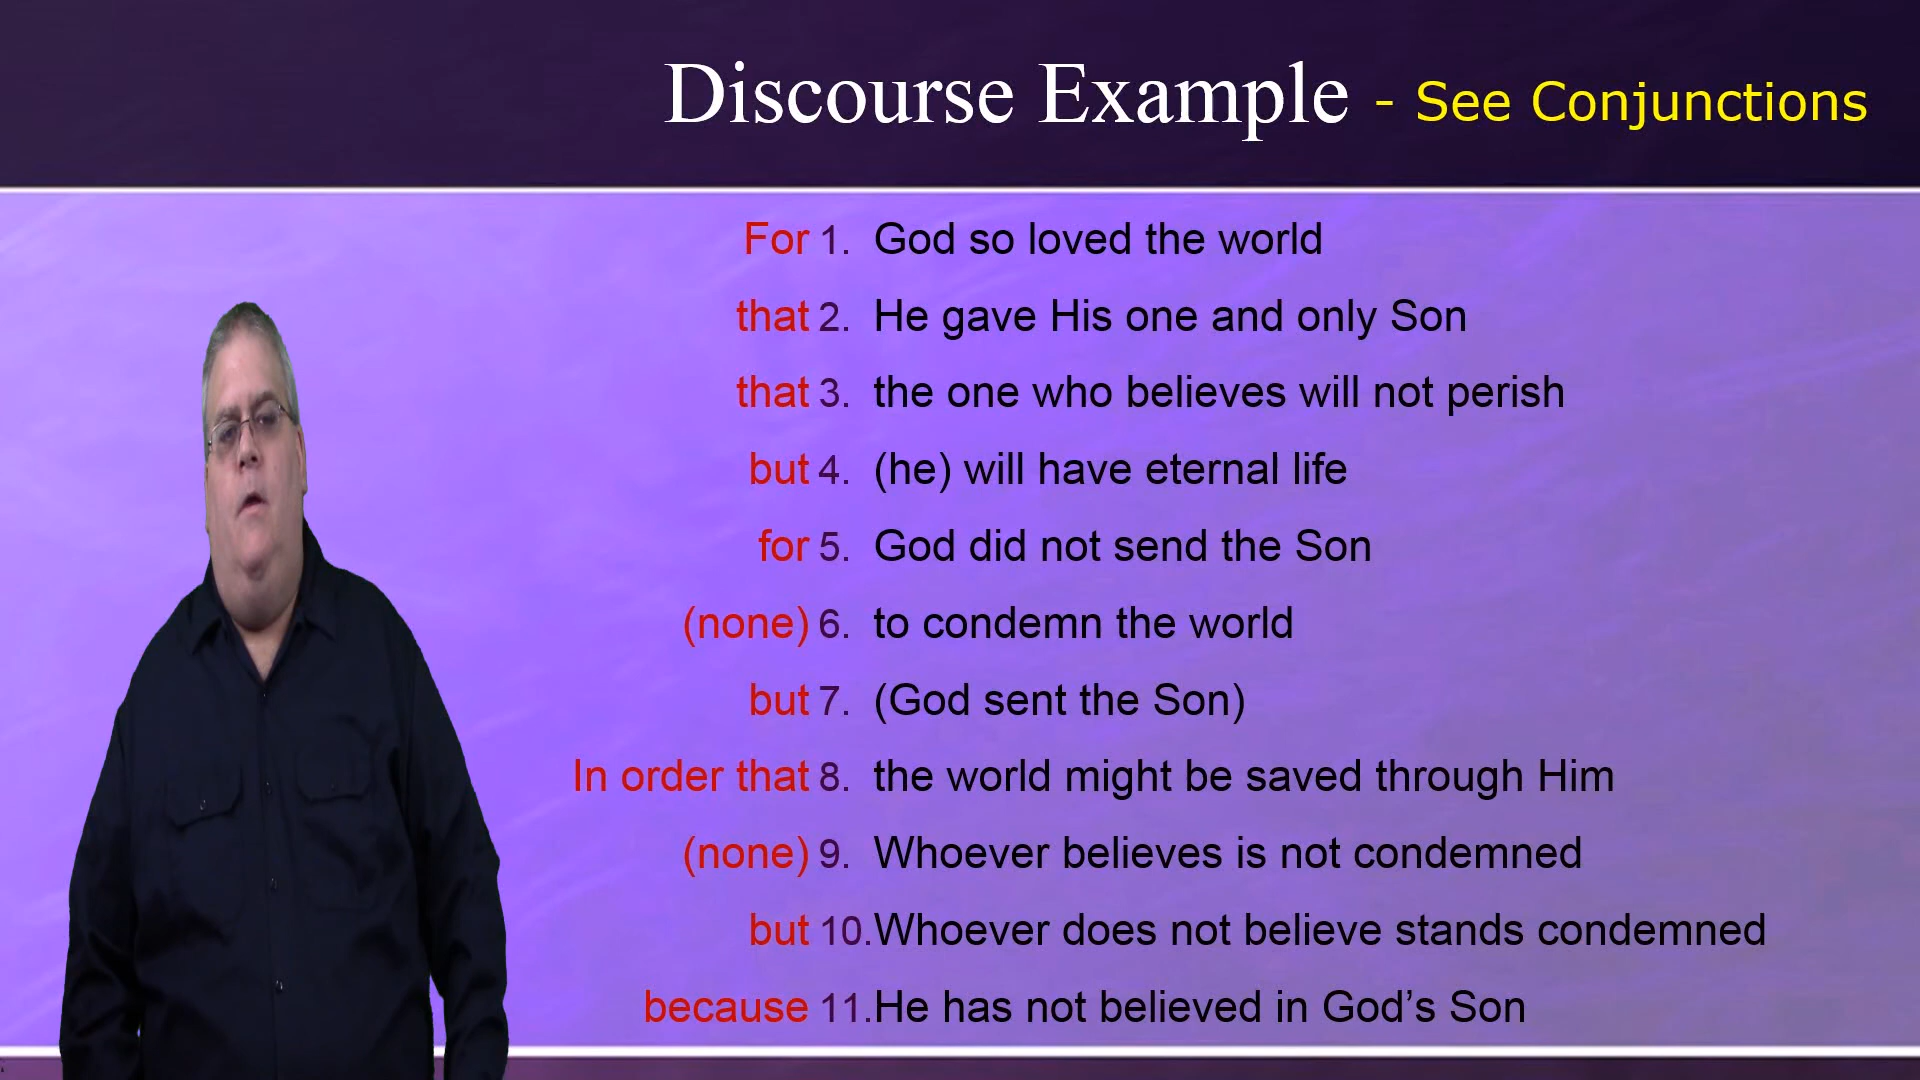 Discourse Example - See Conjunctions
For 1. God so loved the world
that 2. He gave His one and only Son
that 3. the one who believes will not perish
but 4. (he) will have eternal life
for 5. God did not send the Son
(none) 6. to condemn the world
but 7. (God sent the Son)
In order that 8. the world might be saved through Him
(none) 9. Whoever believes is not condemned
but 10. Whoever does not believe stands condemned
because 11. He has not believed in God’s Son